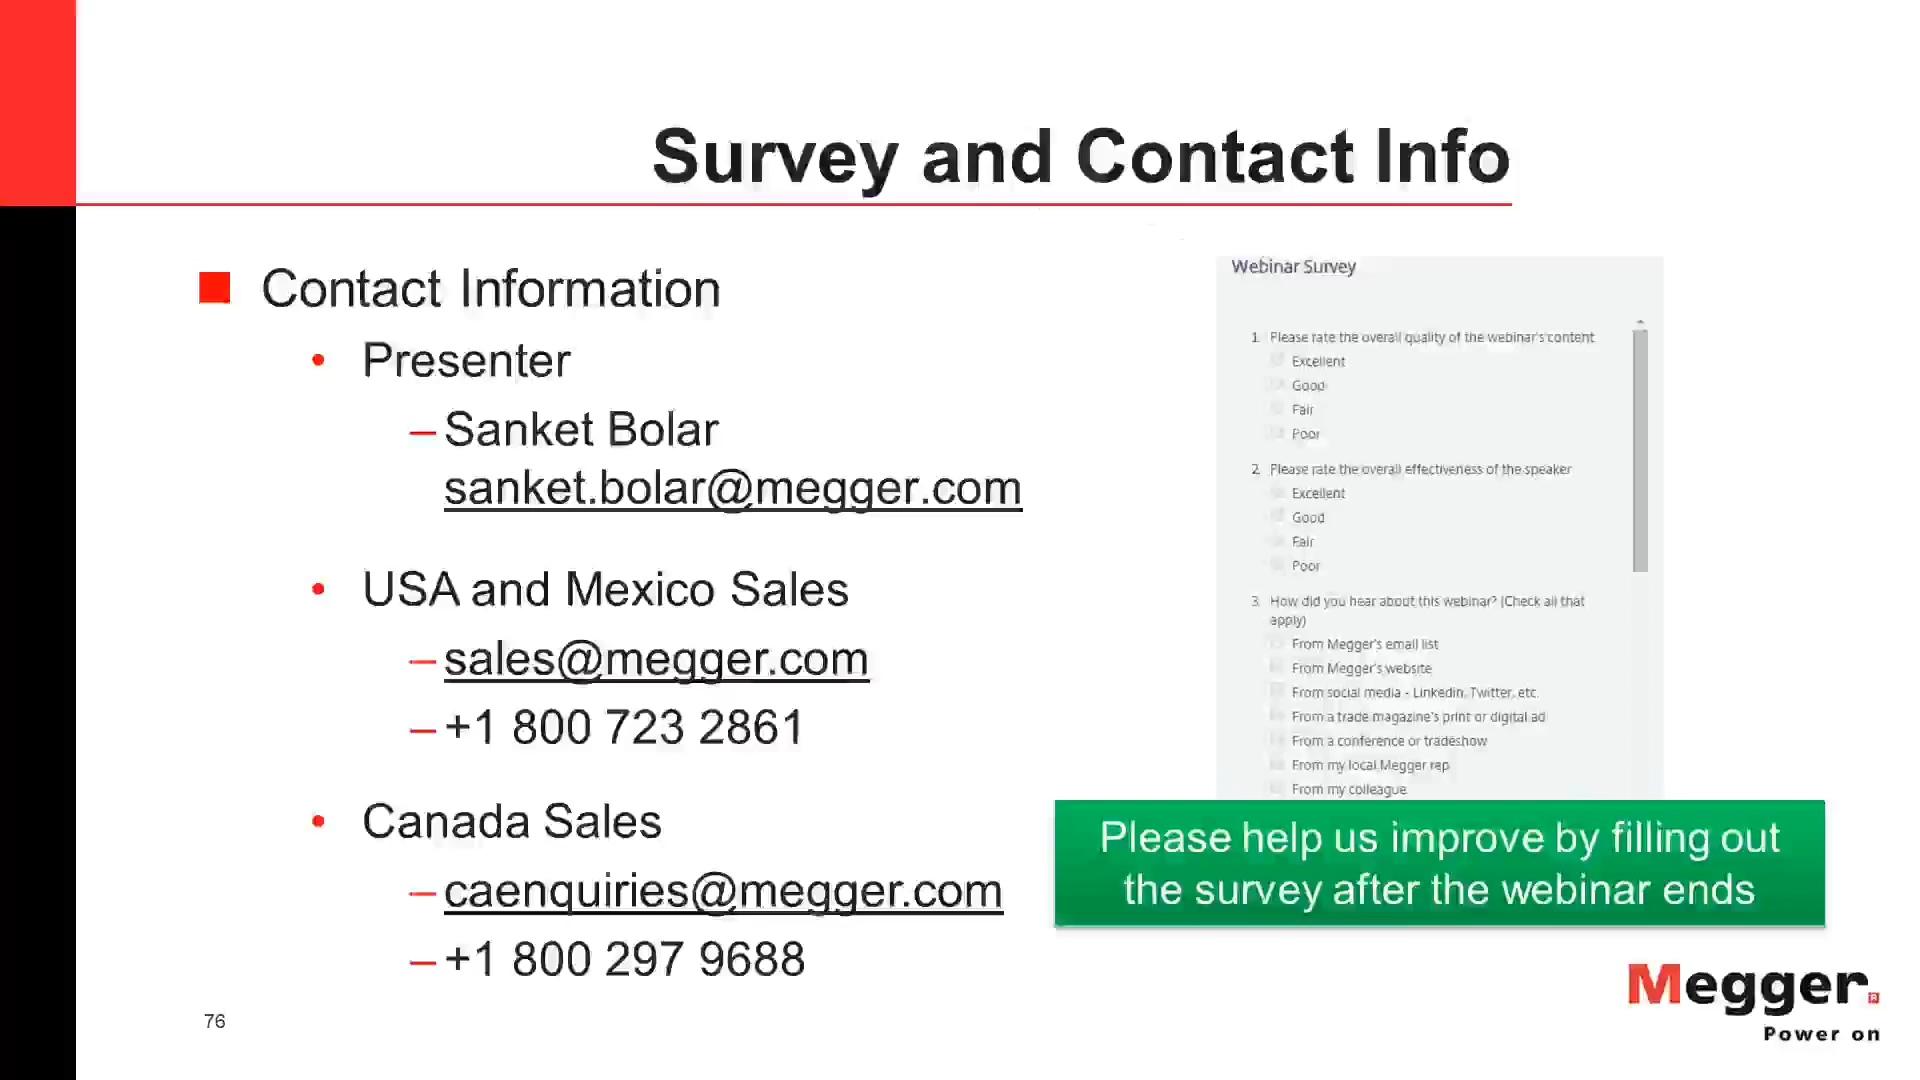 Survey and Contact Info
Contact Information
• Presenter
– Sanket Bolar
sanket.bolar@megger.com
• USA and Mexico Sales
– sales@megger.com
– +1 800 723 2861
• Canada Sales
– caenquiries@megger.com
– +1 800 297 9688
76
Webinar Survey
1. Please rate the overall quality of the webinar's content
Excellent
Good
Fair
Poor
2. Please rate the overall effectiveness of the speaker
Excellent
Good
Fair
Poor
3. How did you hear about this webinar? (Check all that
apply)
From Megger's email list
From Megger's website
From social media - Linkedin, Twitter, etc.
From a trade magazine's print or digital ad
From a conference or tradeshow
From my local Megger rep
From my colleague
Please help us improve by filling out
the survey after the webinar ends
Megger.
Power on